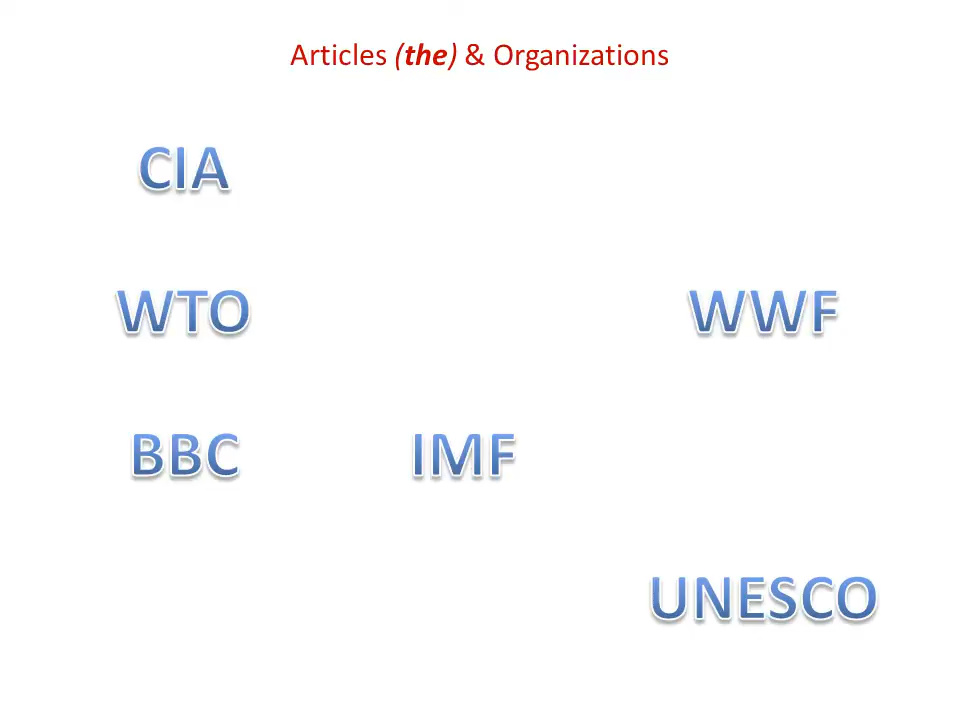 Articles (the) & Organizations
CIA
WTO WWF
BBC IMF
UNESCO